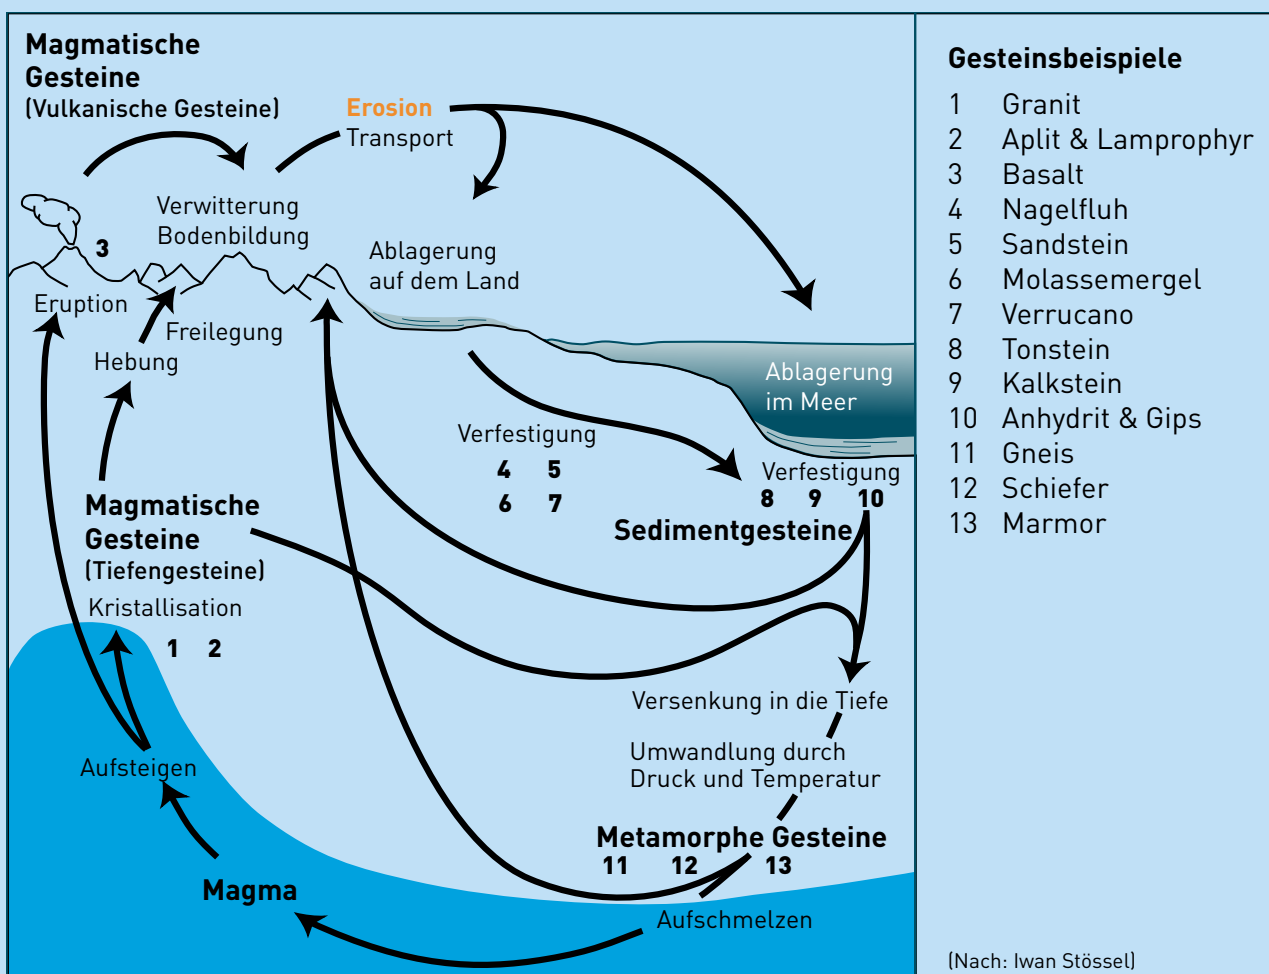 Magmatische
Gesteine
(Vulkanische Gesteine)
Erosion
Transport
Verwitterung
Bodenbildung
3
Ablagerung
auf dem Land
Eruption
Freilegung
Hebung
Ablagerung
im Meer
Verfestigung
4 5
6 7
Verfestigung
8 9 10
Sedimentgesteine
Magmatische
Gesteine
(Tiefengesteine)
Kristallisation
1 2
Versenkung in die Tiefe
Umwandlung durch
Druck und Temperatur
Aufsteigen
Metamorphe Gesteine
11 12 13
Magma
Aufschmelzen
Gesteinsbeispiele
1 Granit
2 Aplit & Lamprophyr
3 Basalt
4 Nagelfluh
5 Sandstein
6 Molassemergel
7 Verrucano
8 Tonstein
9 Kalkstein
10 Anhydrit & Gips
11 Gneis
12 Schiefer
13 Marmor
(Nach: Iwan Stössel)